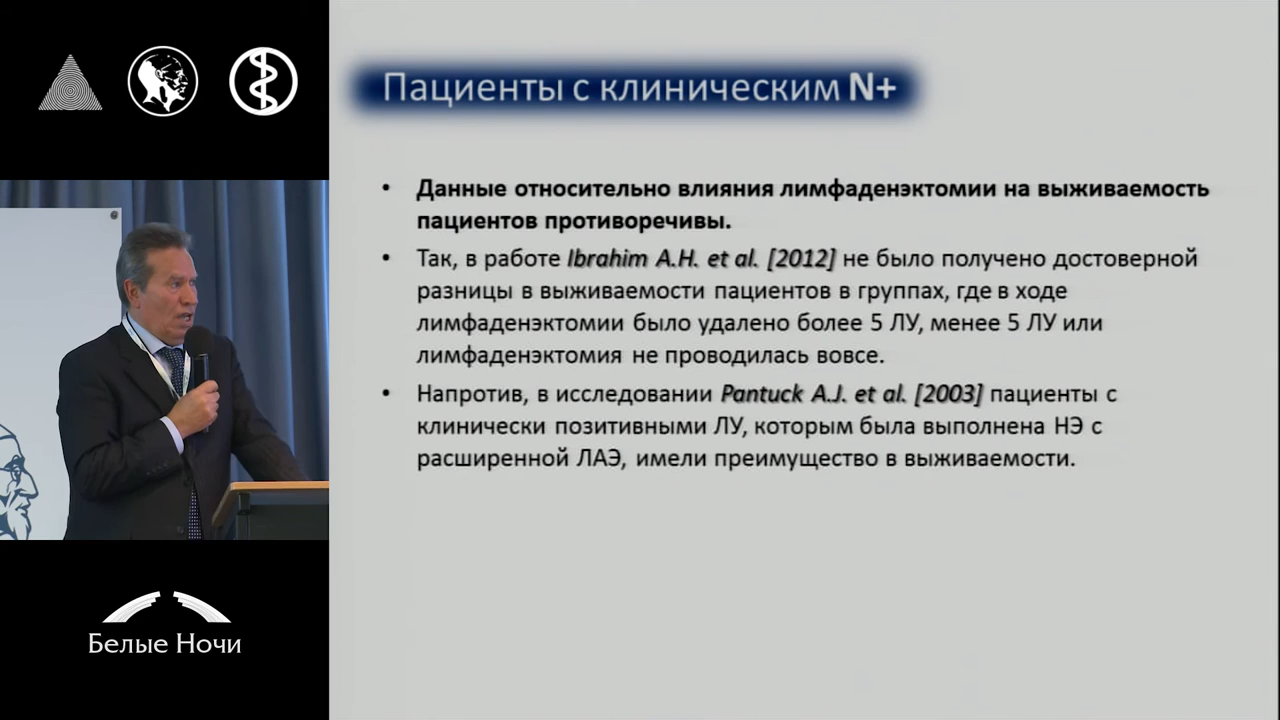 Пациенты с клиническим N+
• Данные относительно влияния лимфаденэктомии на выживаемость
пациентов противоречивы.
• Так, в работе Ibrahim A.H. et al. [2012] не было получено достоверной
разницы в выживаемости пациентов в группах, где в ходе
лимфаденэктомии было удалено более 5 ЛУ, менее 5 ЛУ или
лимфаденэктомия не проводилась вовсе.
• Напротив, в исследовании Pantuck A.J. et al. [2003] пациенты с
клинически позитивными ЛУ, которым была выполнена НЭ с
расширенной ЛАЭ, имели преимущество в выживаемости.
Белые Ночи